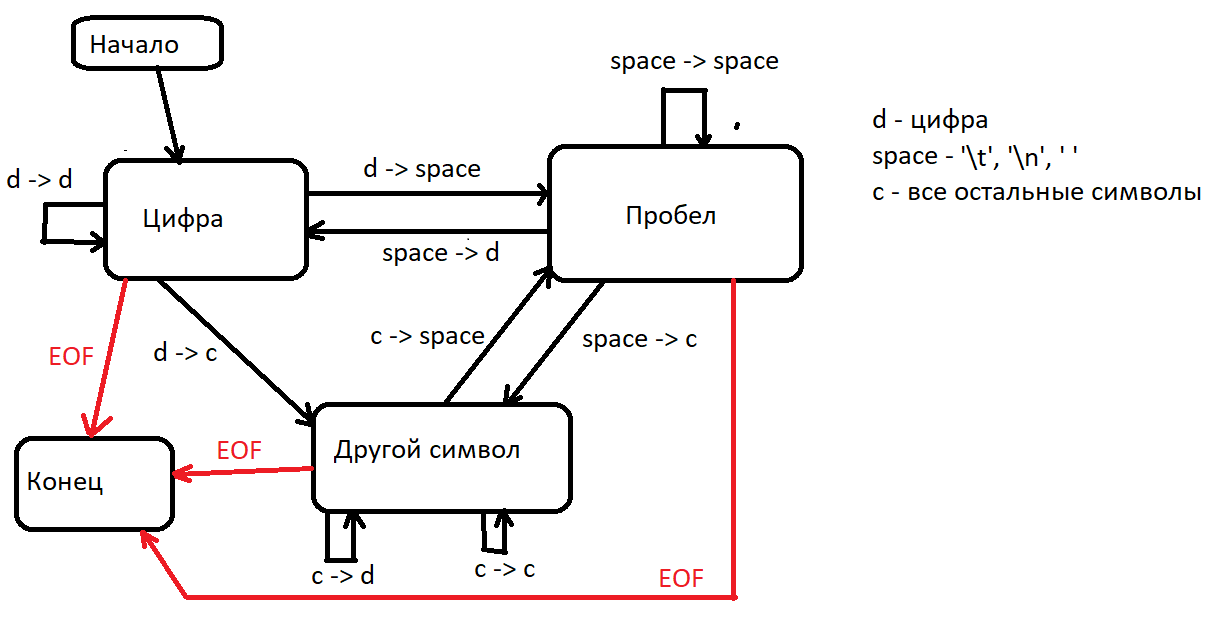 Начало
space -> space
d - цифра
space - '\t', '\n', ' '
c - все остальные символы
d -> d
d -> space
Цифра
Пробел
space -> d
c -> space
space -> c
EOF
d -> c
EOF
Другой символ
Конец
c -> d
c -> c
EOF